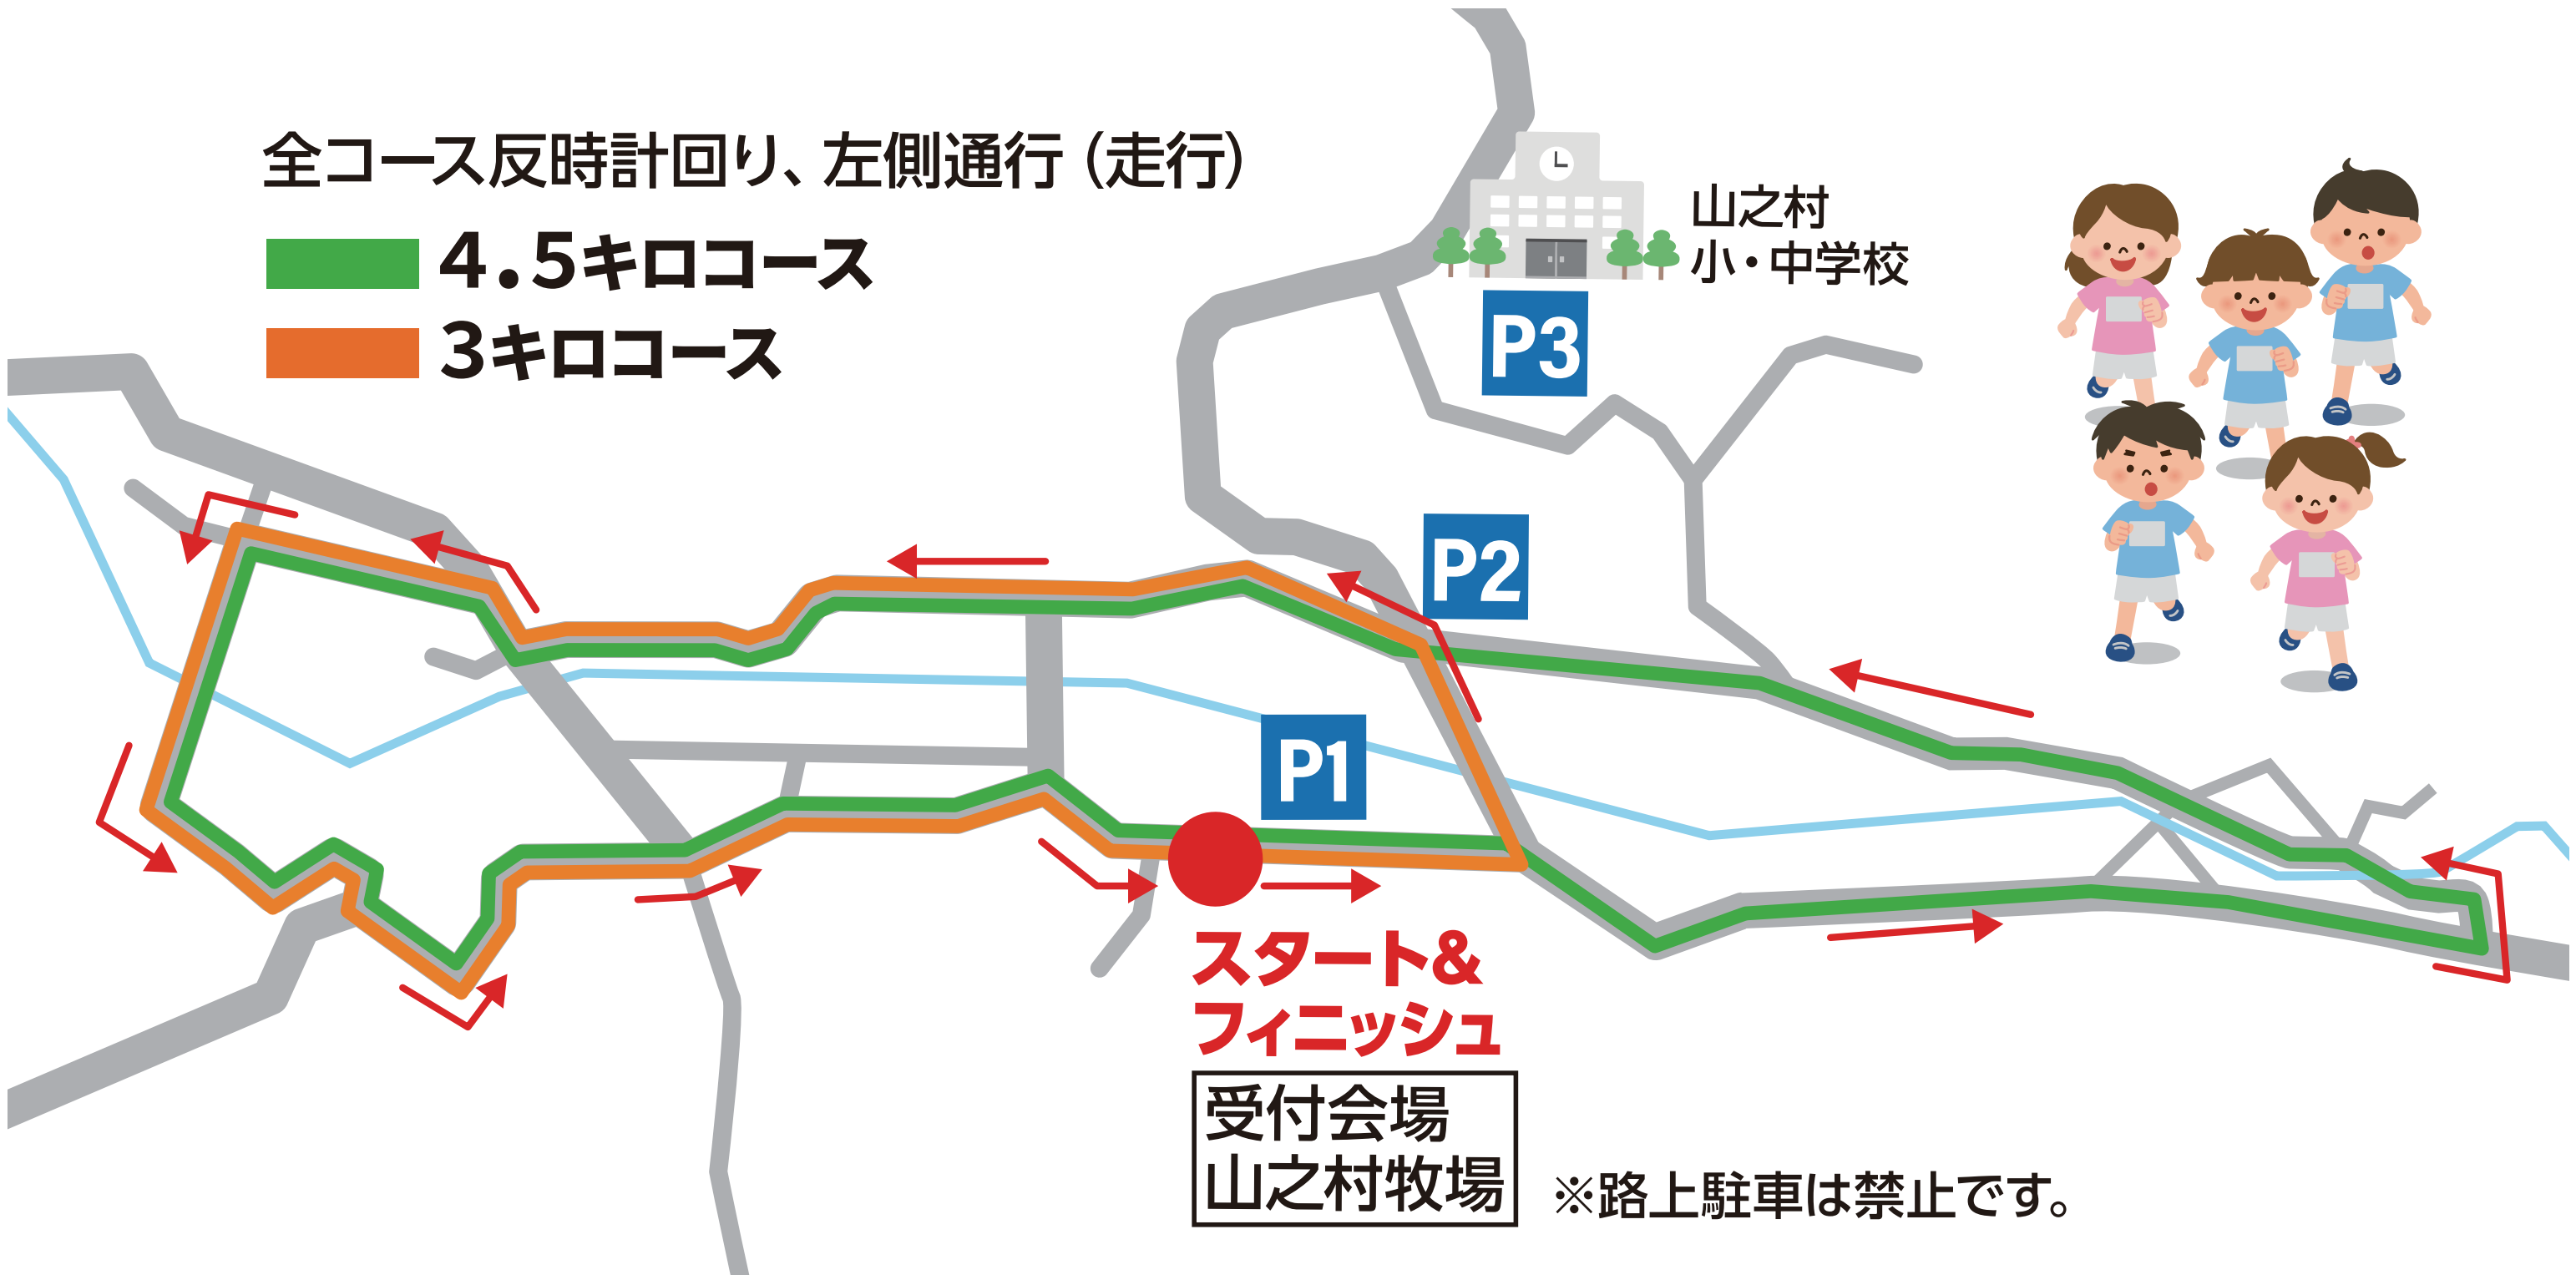 全コース反時計回り、左側通行（走行）
4.5キロコース
3キロコース
山之村
小・中学校
P3
P2
P1
スタート&
フィニッシュ
受付会場
山之村牧場
※路上駐車は禁止です。